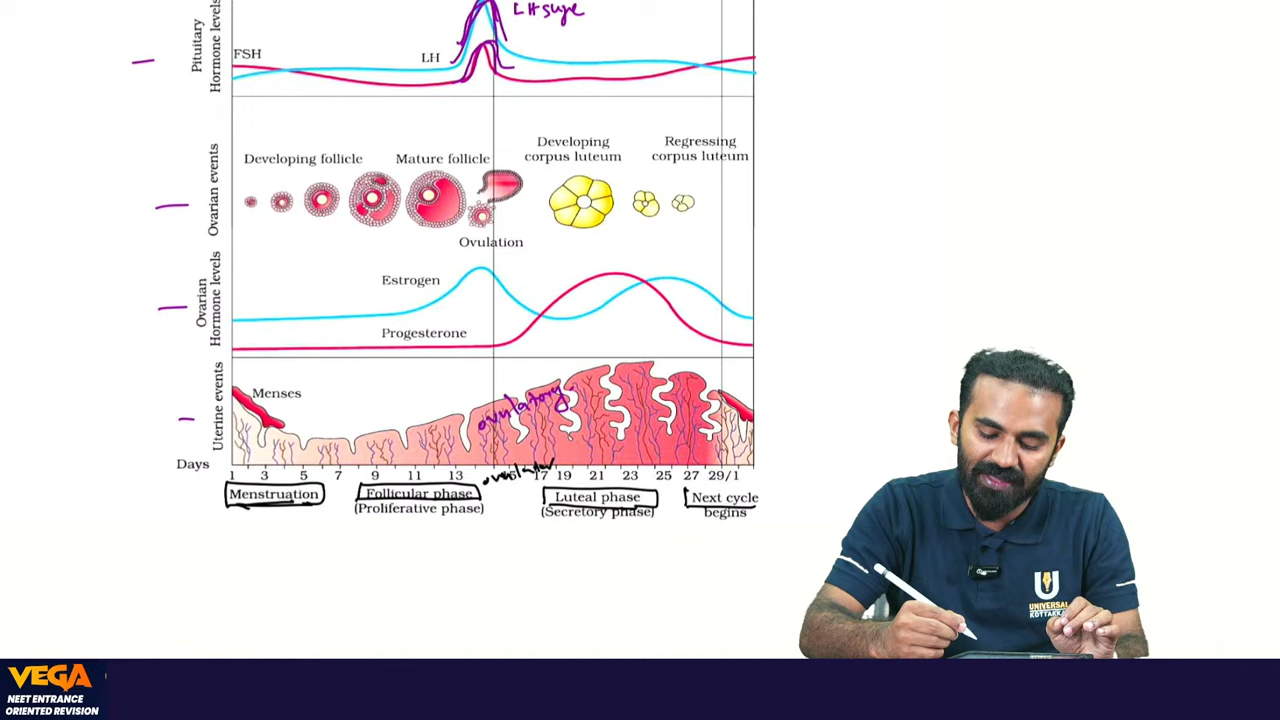 LH surge
Pituitary
Hormone levels
FSH
LH
Ovarian events
Developing follicle
Mature follicle
Developing
corpus luteum
Regressing
corpus luteum
Ovulation
Ovarian
Hormone levels
Estrogen
Progesterone
Uterine events
Menses
ovulatory
Days
1 3 5 7 9 11 13 15 17 19 21 23 25 27 29/1
Menstruation
Follicular phase
(Proliferative phase)
Luteal phase
(Secretory phase)
Next cycle
begins
U
UNIVERSAL
KOTTAKKAL
VEGA
NEET ENTRANCE
ORIENTED REVISION